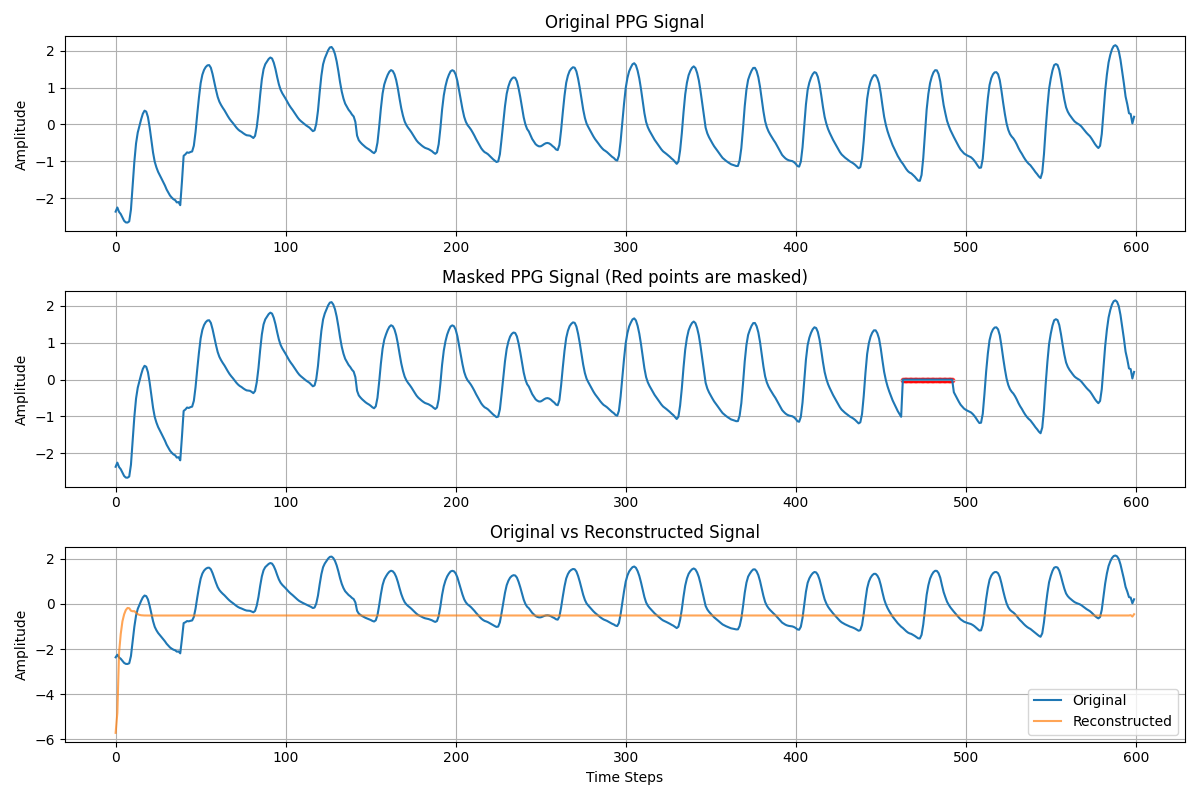 Original PPG Signal
2
1
0
−1
−2
Amplitude
0 100 200 300 400 500 600
Masked PPG Signal (Red points are masked)
2
1
0
−1
−2
Amplitude
0 100 200 300 400 500 600
Original vs Reconstructed Signal
2
0
−2
−4
−6
Amplitude
Original
Reconstructed
0 100 200 300 400 500 600
Time Steps